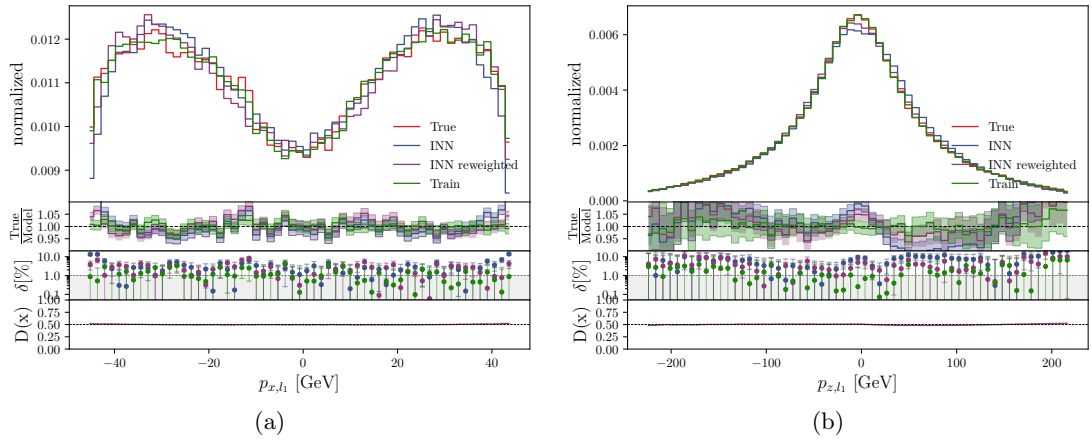 normalized
0.012
0.011
0.010
0.009
True
INN
INN reweighted
Train
True
Model
1.05
1.00
0.95
δ[%]
10.0
1.0
0.1
D(x)
1.00
0.75
0.50
0.25
0.00
−40 −20 0 20 40
p_{x,l_1} [GeV]
(a)
normalized
0.006
0.004
0.002
0.000
True
INN
INN reweighted
Train
True
Model
1.05
1.00
0.95
δ[%]
10.0
1.0
0.1
D(x)
1.00
0.75
0.50
0.25
0.00
−200 −100 0 100 200
p_{z,l_1} [GeV]
(b)